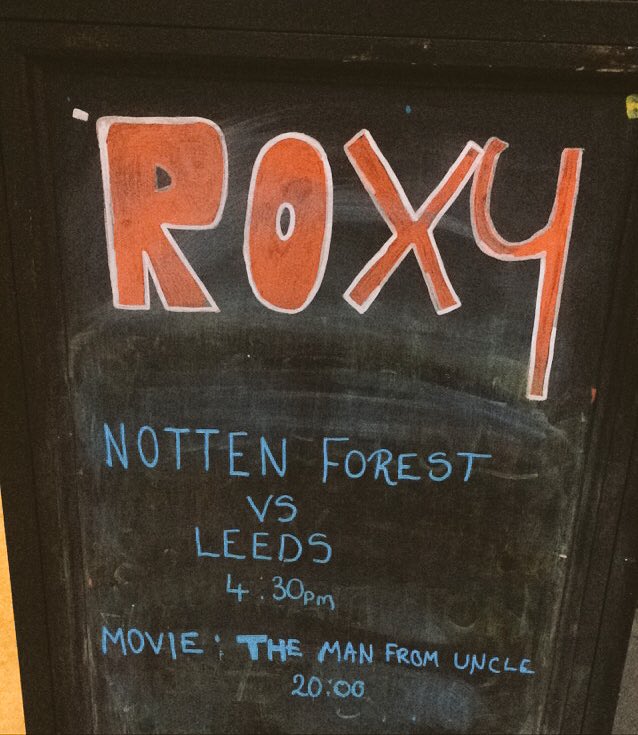 ROXY
NOTTEN FOREST
VS
LEEDS
4:30pm
MOVIE: THE MAN FROM UNCLE
20:00